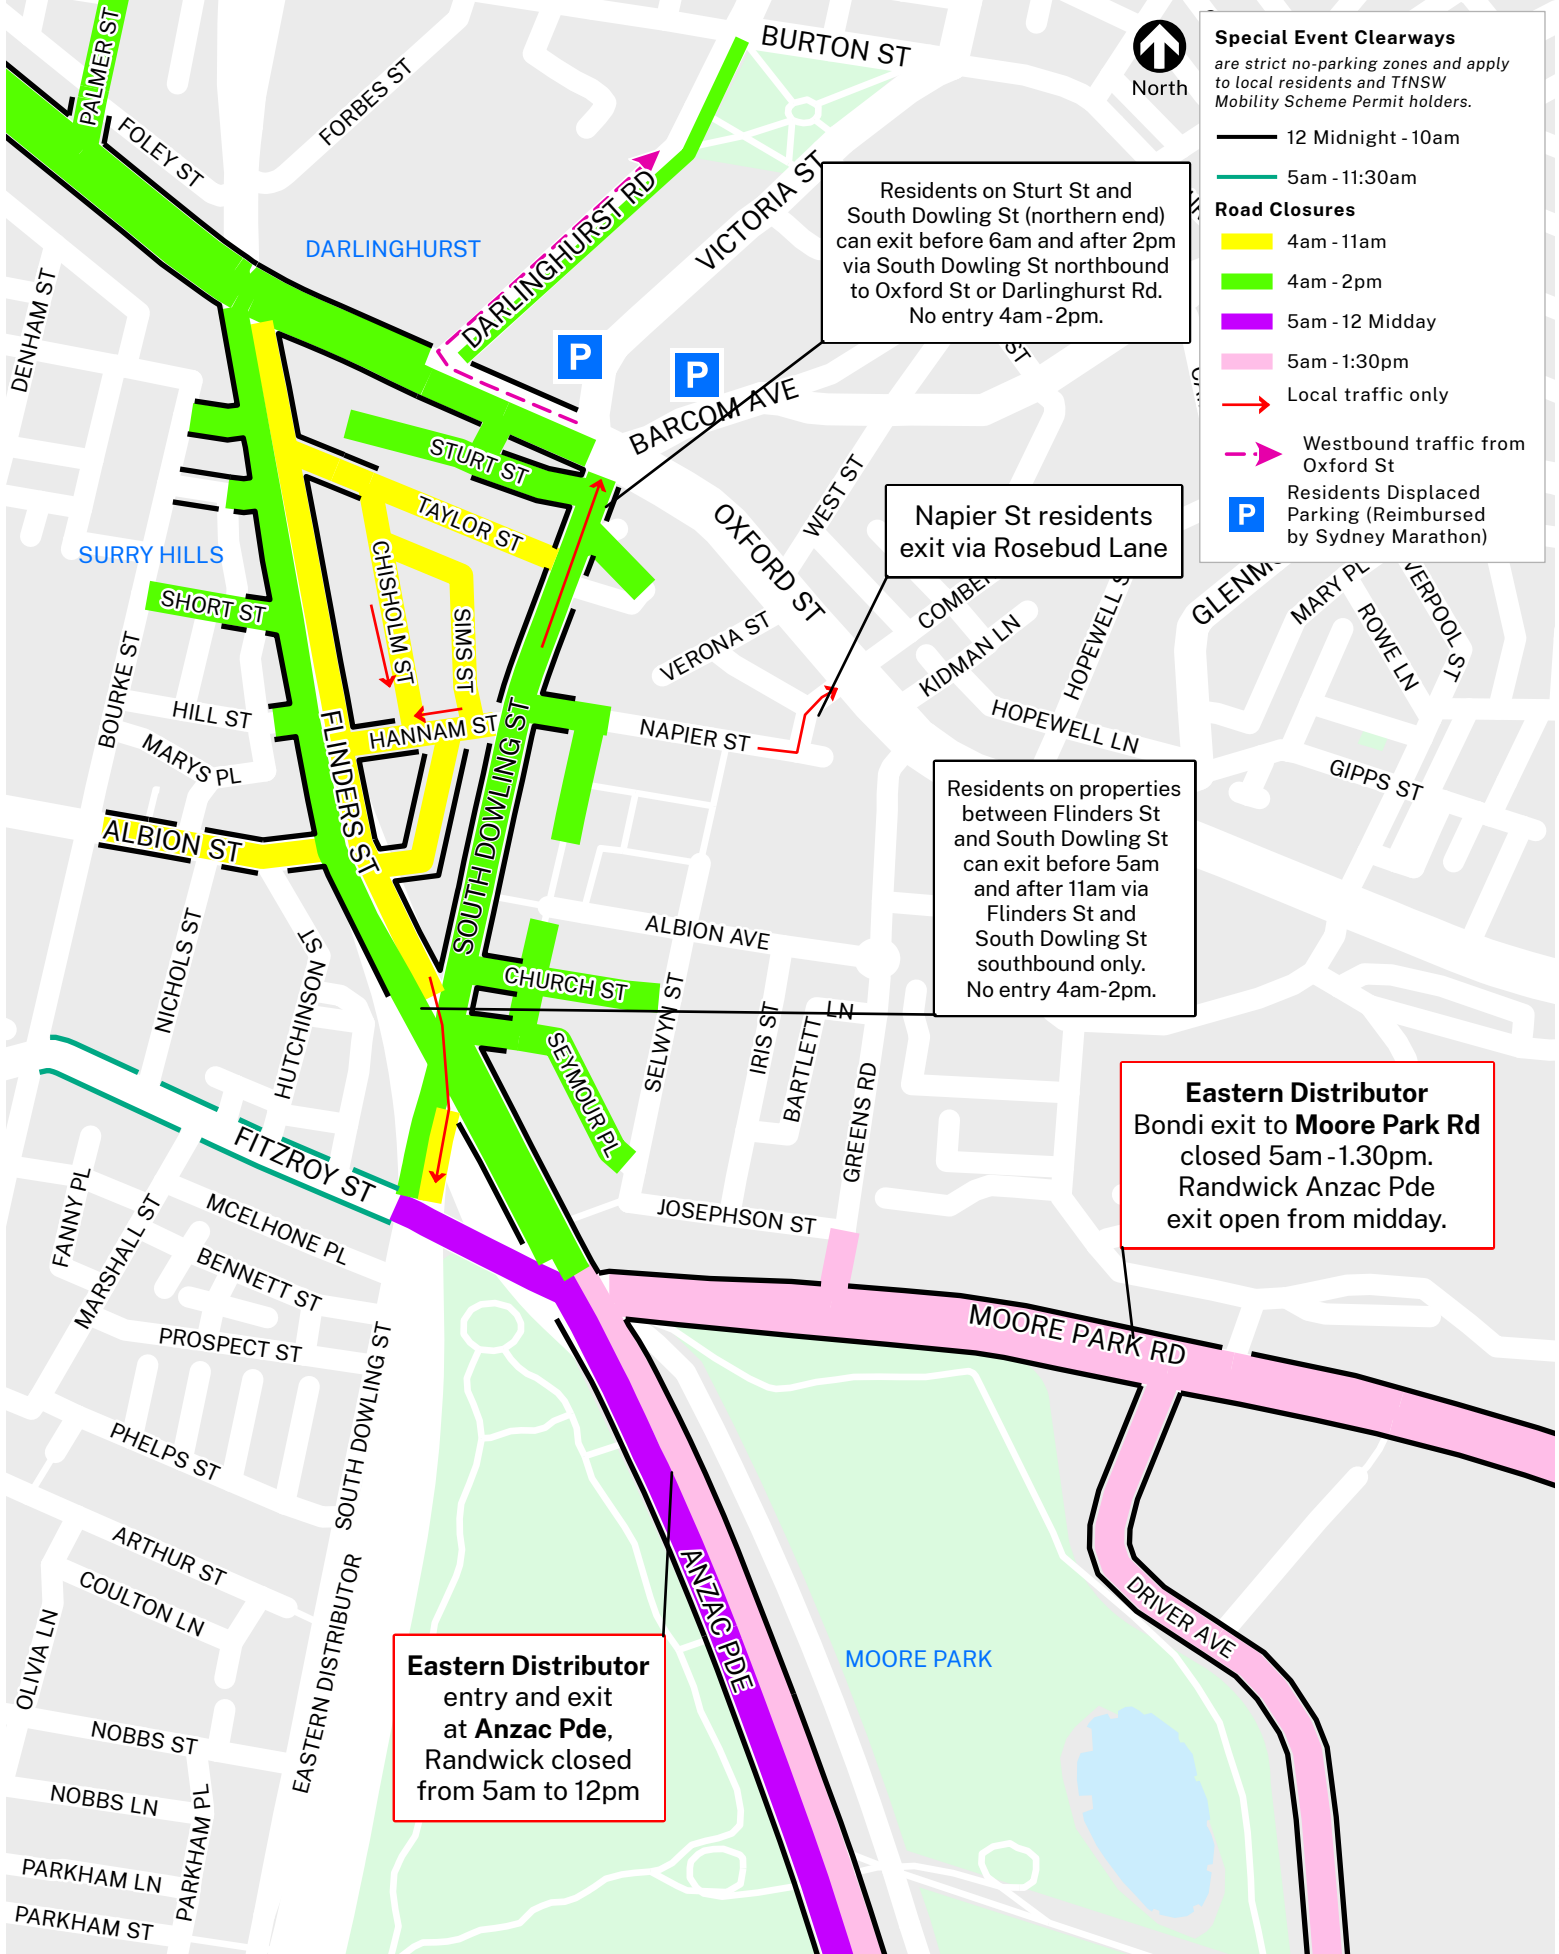 PALMER ST
FOLEY ST
FORBES ST
BURTON ST
North
Special Event Clearways
are strict no-parking zones and apply
to local residents and TfNSW
Mobility Scheme Permit holders.
12 Midnight - 10am
5am - 11:30am
Road Closures
4am - 11am
4am - 2pm
5am - 12 Midday
5am - 1:30pm
Local traffic only
Westbound traffic from
Oxford St
P
Residents Displaced
Parking (Reimbursed
by Sydney Marathon)
DARLINGHURST
DARLINGHURST RD
VICTORIA ST
Residents on Sturt St and
South Dowling St (northern end)
can exit before 6am and after 2pm
via South Dowling St northbound
to Oxford St or Darlinghurst Rd.
No entry 4am - 2pm.
DENHAM ST
P
P
ST
BARCOM AVE
STURT ST
TAYLOR ST
WEST ST
OXFORD ST
Napier St residents
exit via Rosebud Lane
SURRY HILLS
CHISHOLM ST
SIMS ST
SHORT ST
VERONA ST
KIDMAN LN
MARY PL
ROWE LN
BOURKE ST
HILL ST
MARYS PL
FLINDERS ST
HANNAM ST
NAPIER ST
HOPEWELL LN
GIPPS ST
SOUTH DOWLING ST
Residents on properties
between Flinders St
and South Dowling St
can exit before 5am
and after 11am via
Flinders St and
South Dowling St
southbound only.
No entry 4am-2pm.
ALBION ST
NICHOLS ST
HUTCHINSON ST
ALBION AVE
CHURCH ST
SELWYN ST
IRIS ST
BARTLETT LN
SEYMOUR PL
GREENS RD
FITZROY ST
Eastern Distributor
Bondi exit to Moore Park Rd
closed 5am - 1.30pm.
Randwick Anzac Pde
exit open from midday.
FANNY PL
MARSHALL ST
MCELHONE PL
BENNETT ST
PROSPECT ST
JOSEPHSON ST
MOORE PARK RD
SOUTH DOWLING ST
PHELPS ST
ARTHUR ST
COULTON LN
OLIVIA LN
EASTERN DISTRIBUTOR
ANZAC PDE
DRIVER AVE
MOORE PARK
Eastern Distributor
entry and exit
at Anzac Pde,
Randwick closed
from 5am to 12pm
NOBBS ST
NOBBS LN
PARKHAM PL
PARKHAM LN
PARKHAM ST